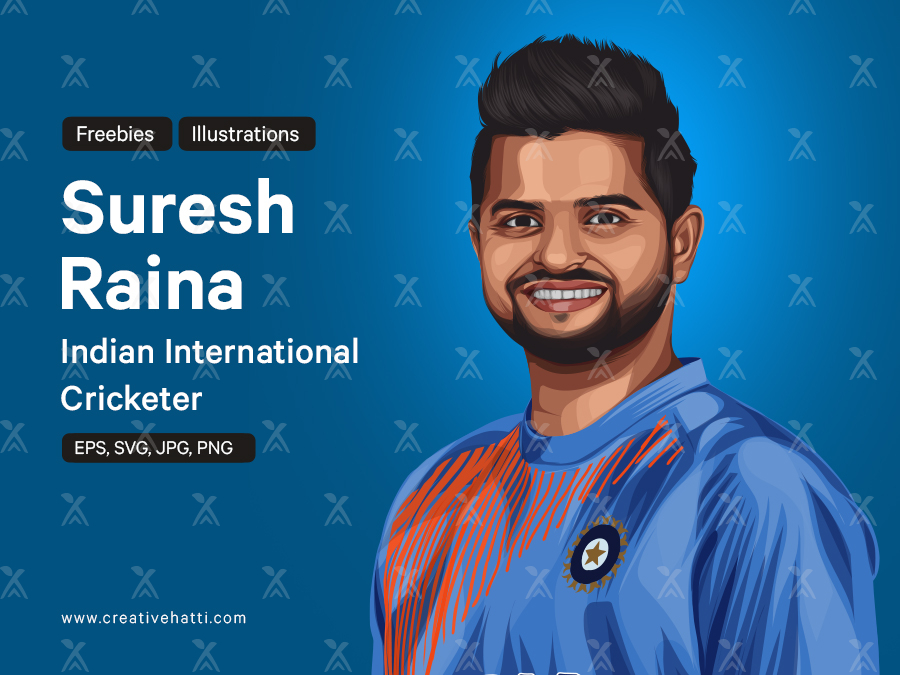 Freebies Illustrations
Suresh
Raina
Indian International
Cricketer
EPS, SVG, JPG, PNG
www.creativehatti.com